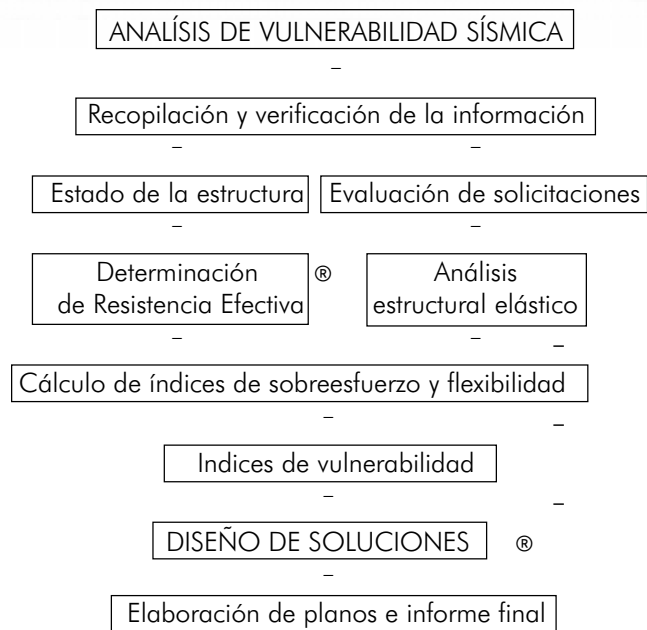 ANALÍSIS DE VULNERABILIDAD SÍSMICA
–
Recopilación y verificación de la información
– –
Estado de la estructura Evaluación de solicitaciones
– –
Determinación ® Análisis
de Resistencia Efectiva estructural elástico
– – –
Cálculo de índices de sobreesfuerzo y flexibilidad
– –
Indices de vulnerabilidad
– –
DISEÑO DE SOLUCIONES ®
–
Elaboración de planos e informe final